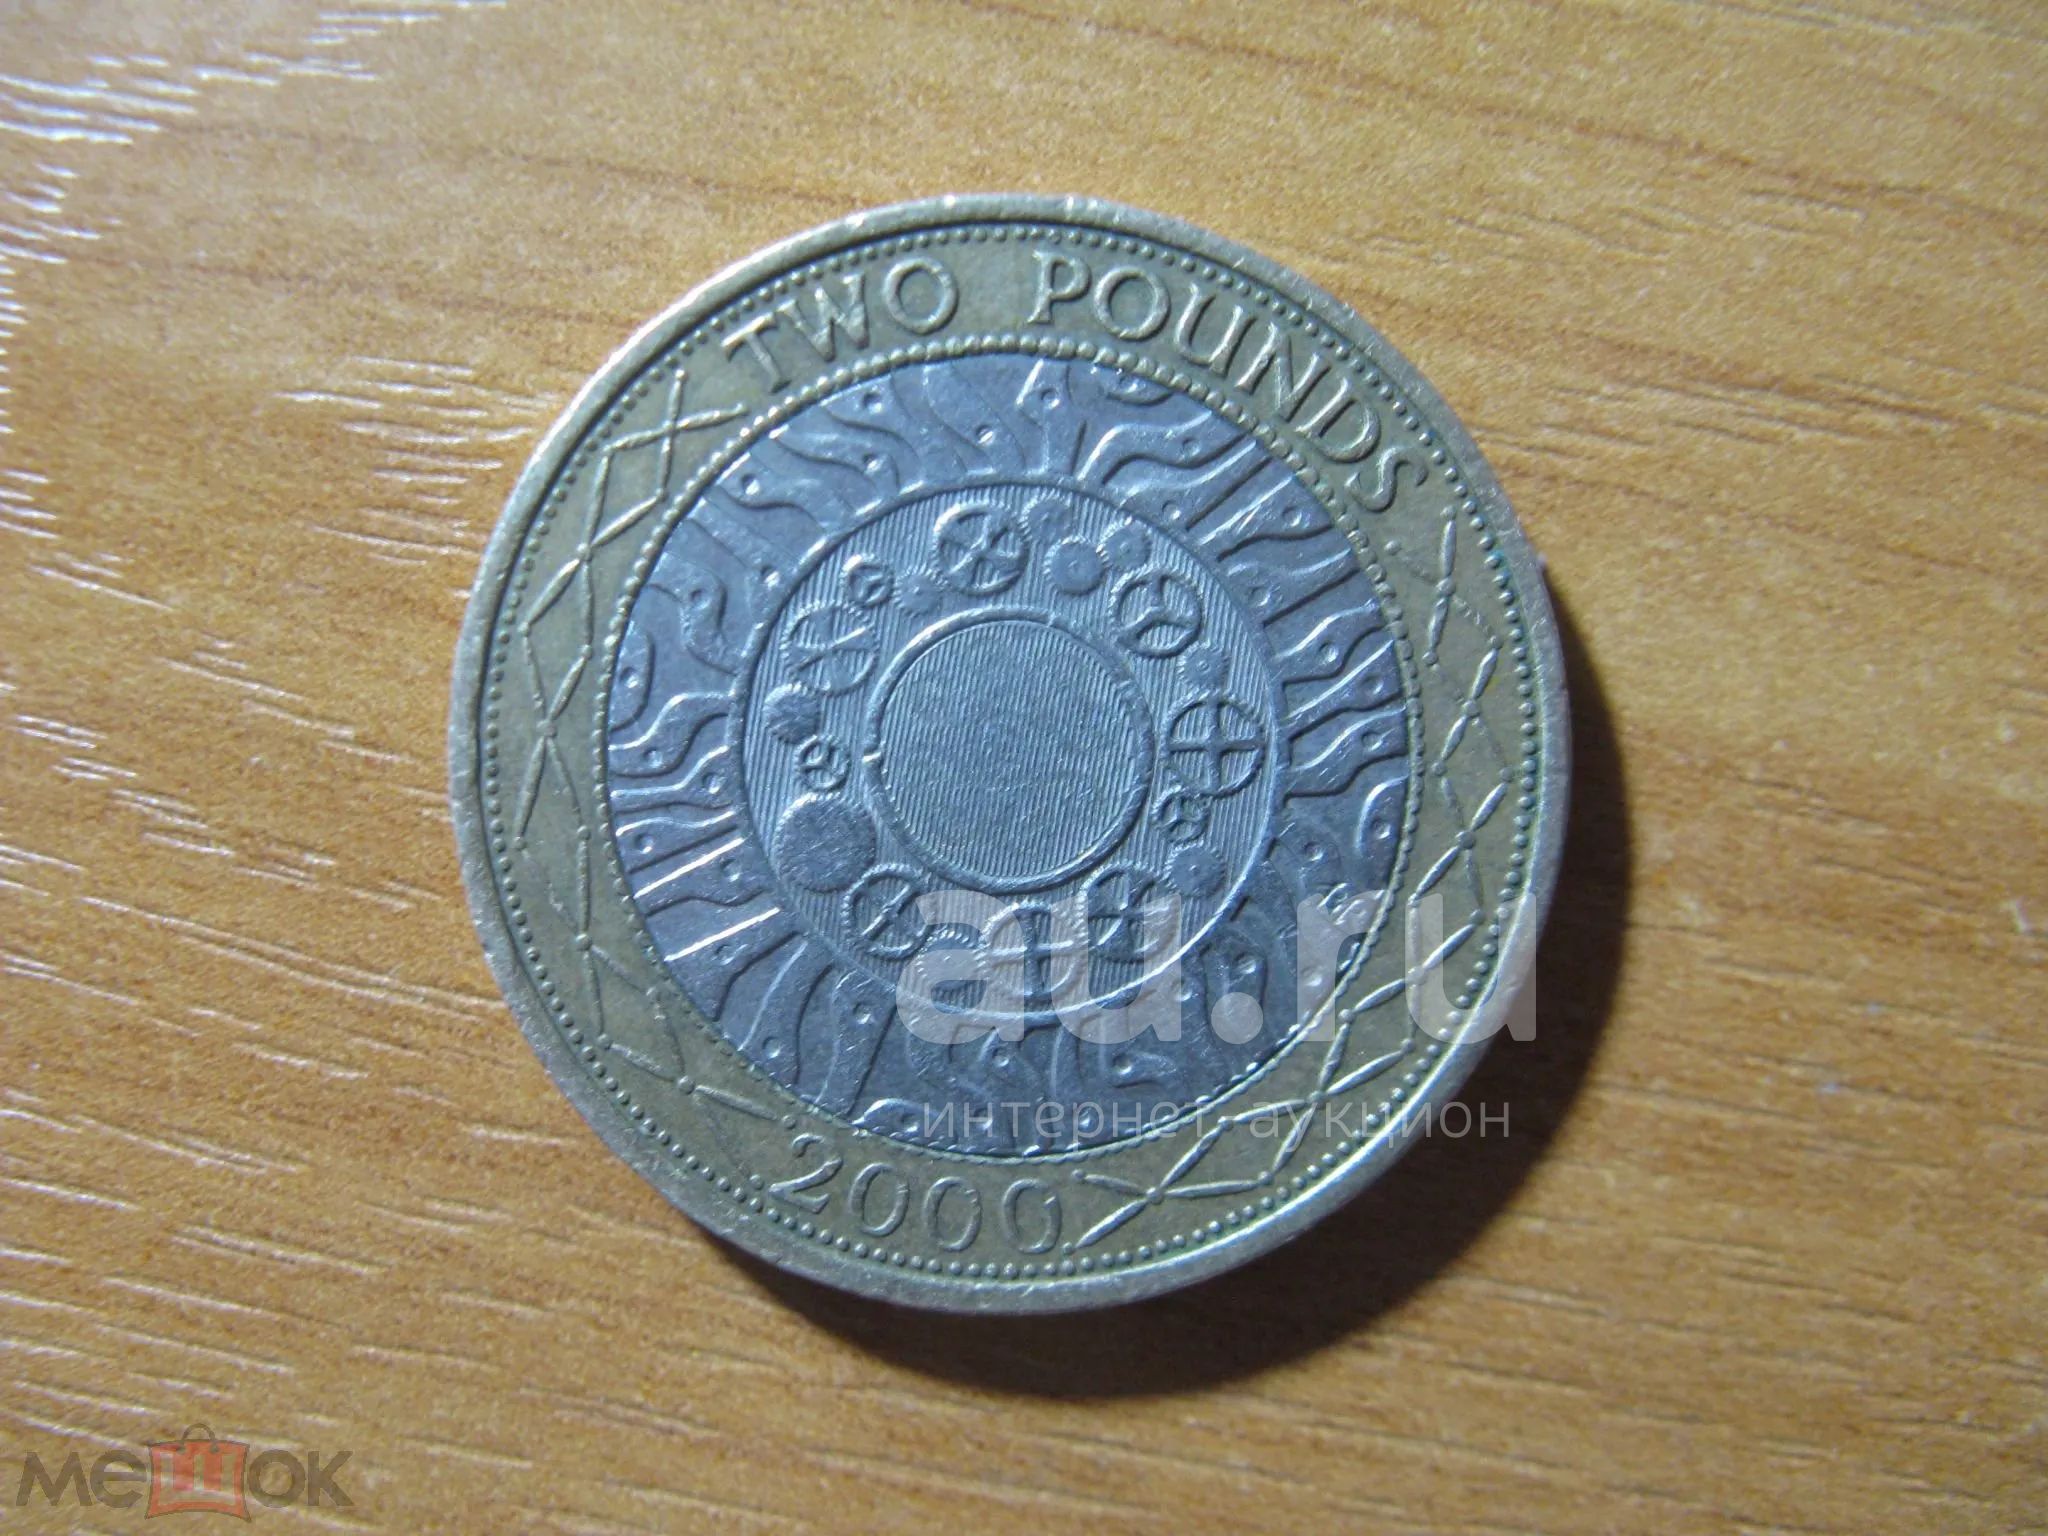 TWO POUNDS
au.ru
интернет-аукцион
2000
мешок